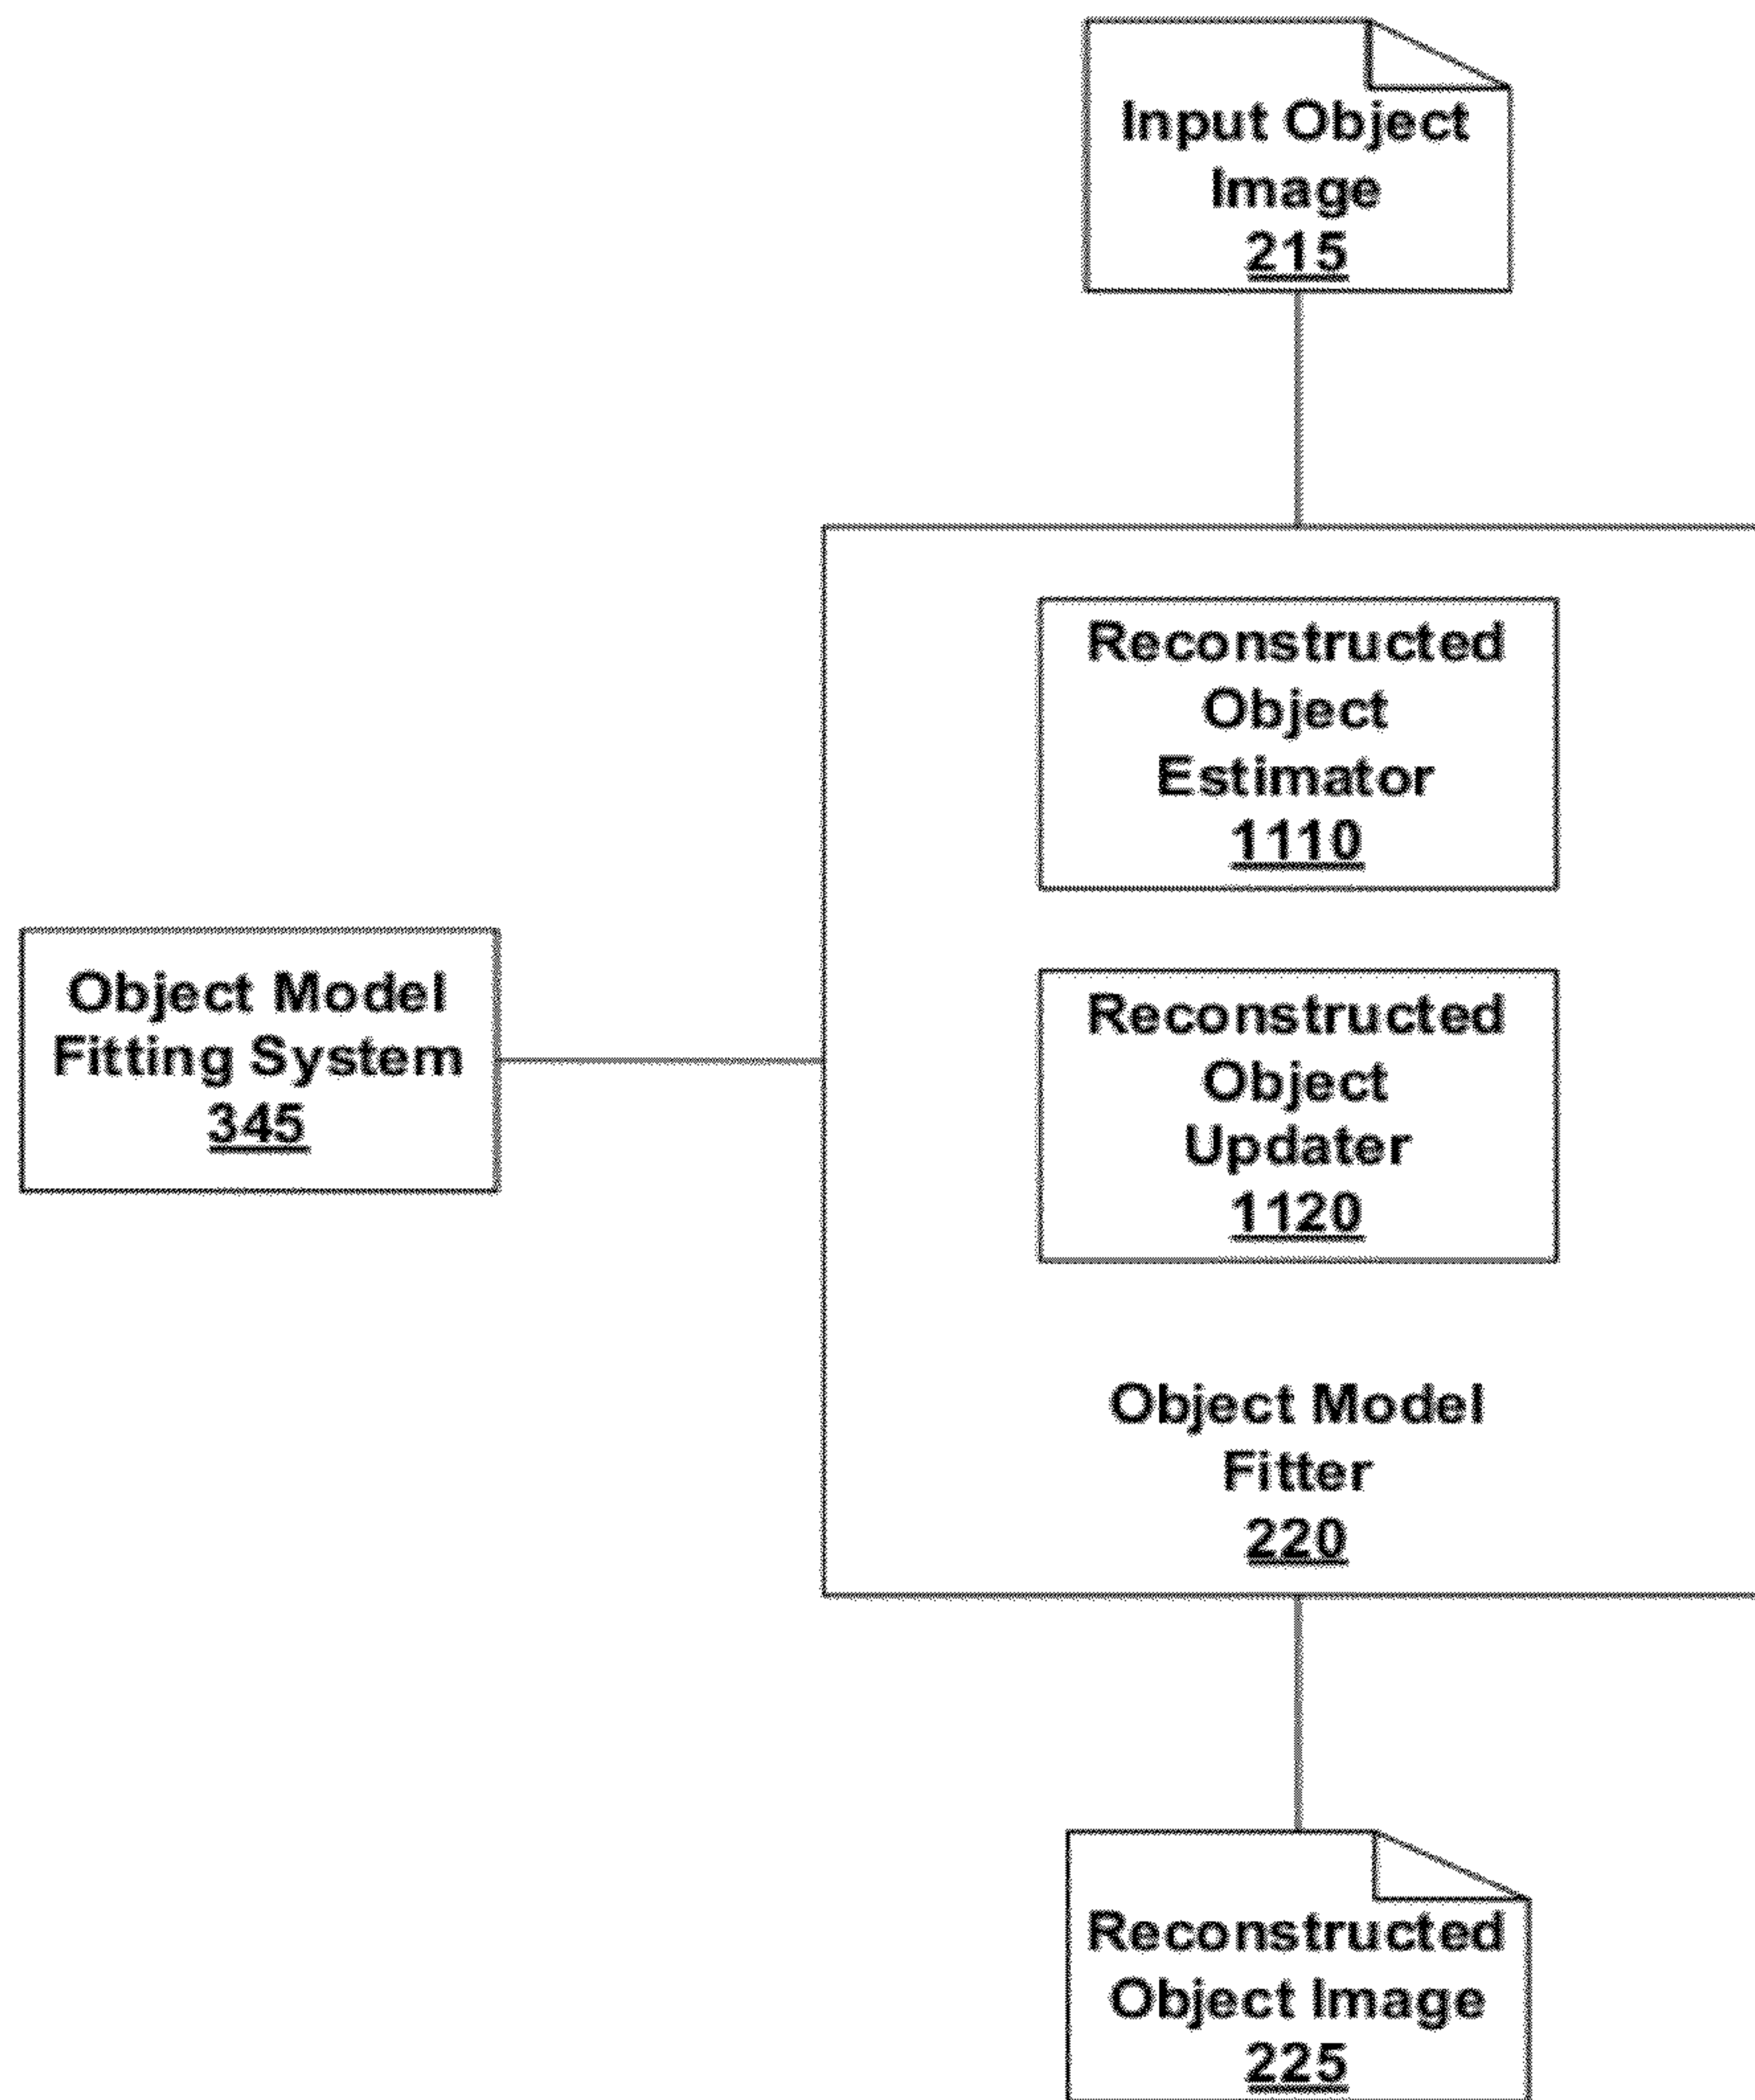 Input Object
Image
215
Reconstructed
Object
Estimator
1110
Object Model
Fitting System
345
Reconstructed
Object
Updater
1120
Object Model
Fitter
220
Reconstructed
Object Image
225